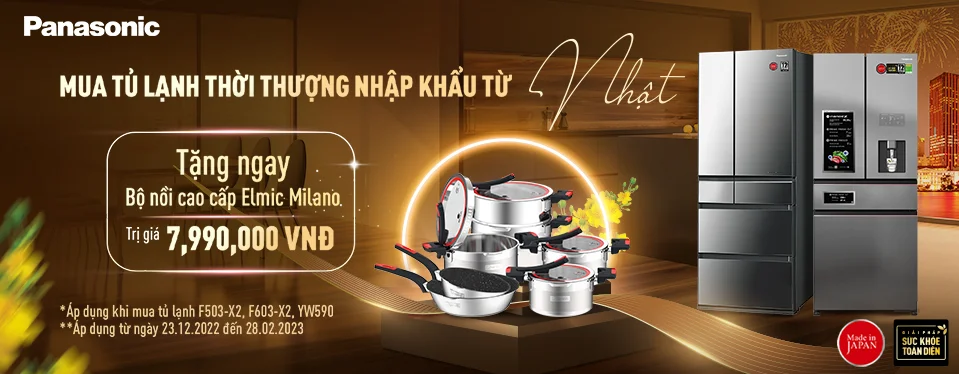 Panasonic
MUA TỦ LẠNH THỜI THƯỢNG NHẬP KHẨU TỪ Nhật
Tặng ngay
Bộ nồi cao cấp Elmic Milano.
Trị giá 7,990,000 VNĐ
*Áp dụng khi mua tủ lạnh F503-X2, F603-X2, YW590
**Áp dụng từ ngày 23.12.2022 đến 28.02.2023
Made in
JAPAN
GIẢI PHÁP
SỨC KHỎE
TOÀN DIỆN